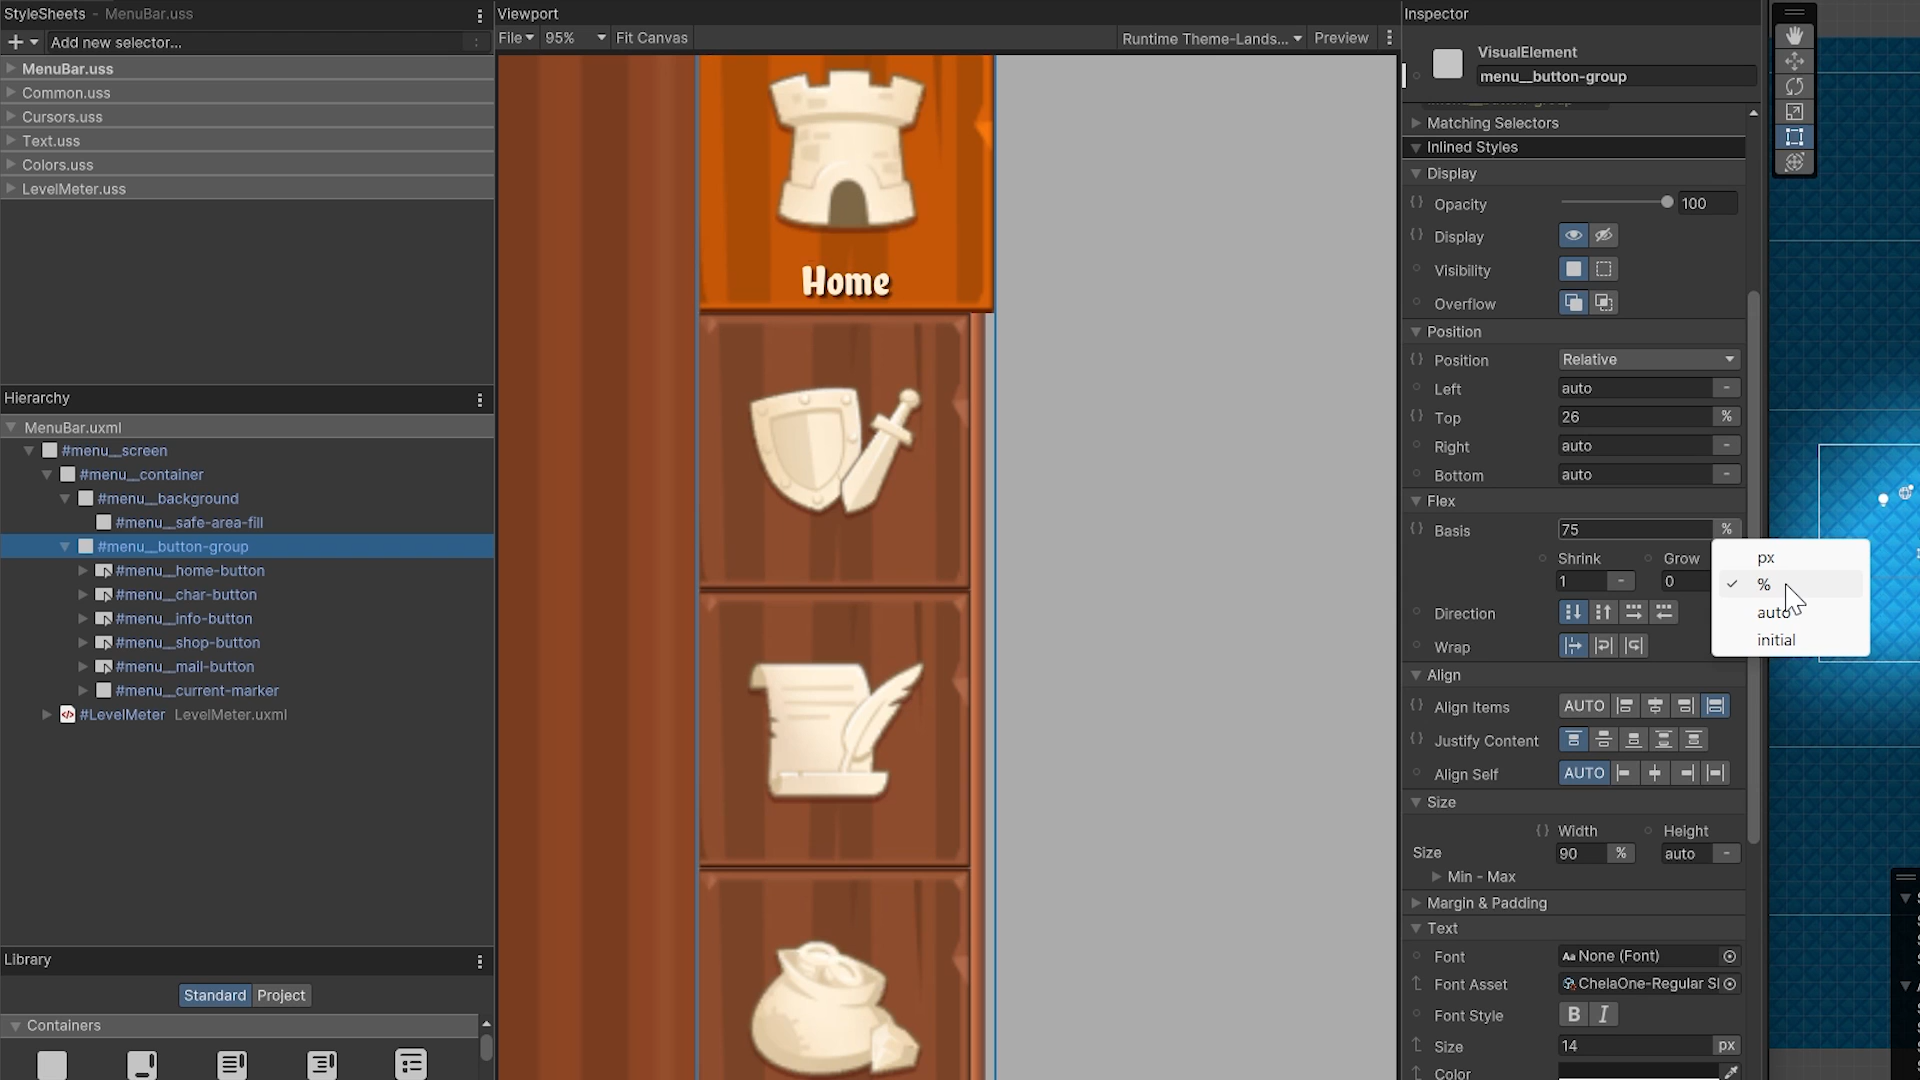 StyleSheets - MenuBar.uss
Add new selector...
MenuBar.uss
Common.uss
Cursors.uss
Text.uss
Colors.uss
LevelMeter.uss
Hierarchy
MenuBar.uxml
#menu__screen
#menu__container
#menu__background
#menu__safe-area-fill
#menu__button-group
#menu__home-button
#menu__char-button
#menu__info-button
#menu__shop-button
#menu__mail-button
#menu__current-marker
#LevelMeter LevelMeter.uxml
Library
Standard Project
Containers
Viewport
File 95% Fit Canvas Runtime Theme-Lands... Preview
Home
Inspector
VisualElement
menu__button-group
Matching Selectors
Inlined Styles
Display
Opacity 100
Display
Visibility
Overflow
Position
Position Relative
Left auto -
Top 26 %
Right auto -
Bottom auto -
Flex
Basis 75 %
Shrink Grow
1 - 0
px
%
auto
initial
Direction
Wrap
Align
Align Items AUTO
Justify Content
Align Self AUTO
Size
Width Height
Size 90 % auto -
Min - Max
Margin & Padding
Text
Font Aa None (Font)
Font Asset ChelaOne-Regular
Font Style B I
Size 14 px
Color